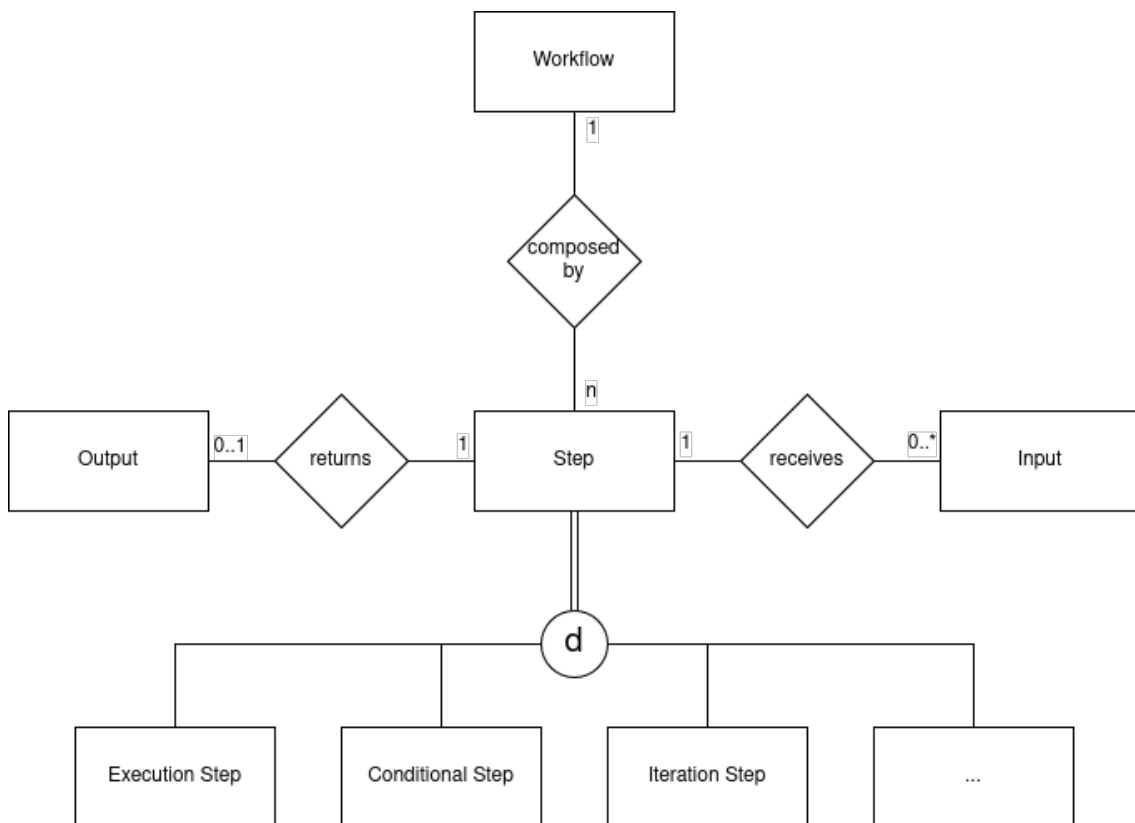 Workflow
1
composed
by
n
Output
0..1
returns
1
Step
1
receives
0..*
Input
d
Execution Step
Conditional Step
Iteration Step
...